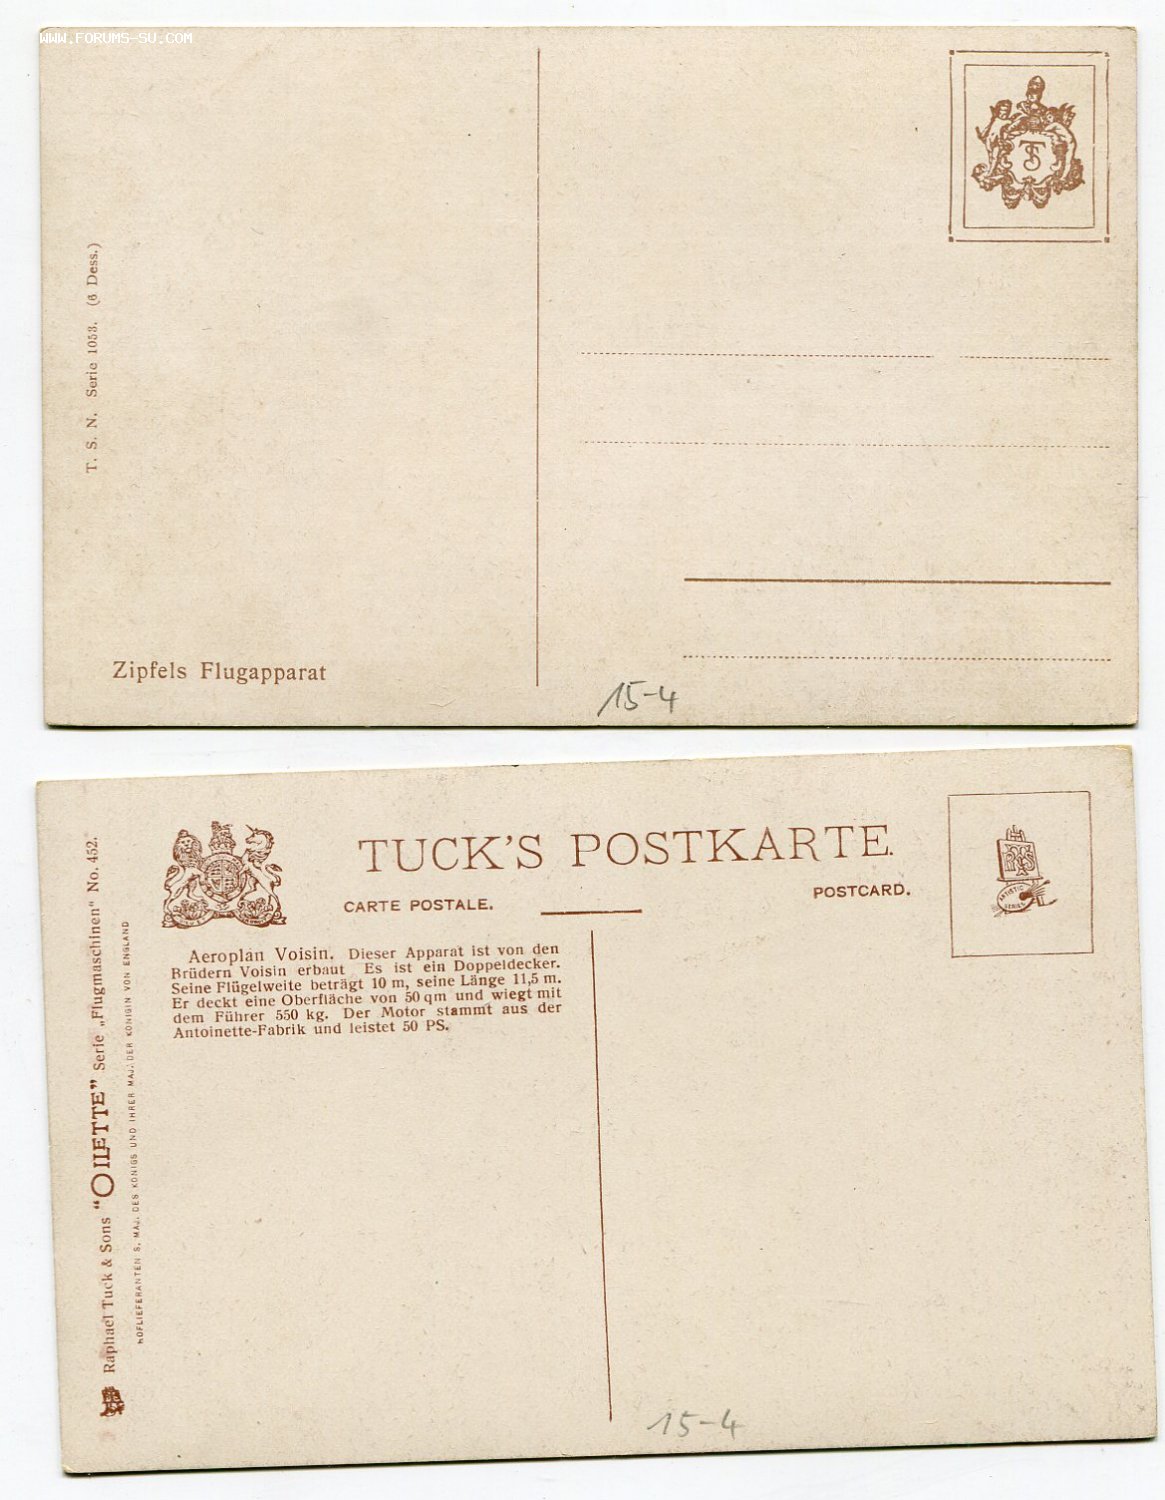 WWW.FORUMS-SU.COM
TS
T. S. N. Serie 1053. (6 Dess.)
Zipfels Flugapparat
15-4
TUCK'S POSTKARTE.
CARTE POSTALE.
POSTCARD.
ARTISTIC
SERIES
Aeroplan Voisin. Dieser Apparat ist von den
Brüdern Voisin erbaut Es ist ein Doppeldecker.
Seine Flügelweite beträgt 10 m, seine Länge 11,5 m.
Er deckt eine Oberfläche von 50 qm und wiegt mit
dem Führer 550 kg. Der Motor stammt aus der
Antoinette-Fabrik und leistet 50 PS.
Raphael Tuck & Sons "OILETTE" Serie „Flugmaschinen“ No. 452.
HOFLIEFERANTEN S. MAJ. DES KÖNIGS UND IHRER MAJ. DER KÖNIGIN VON ENGLAND
15-4